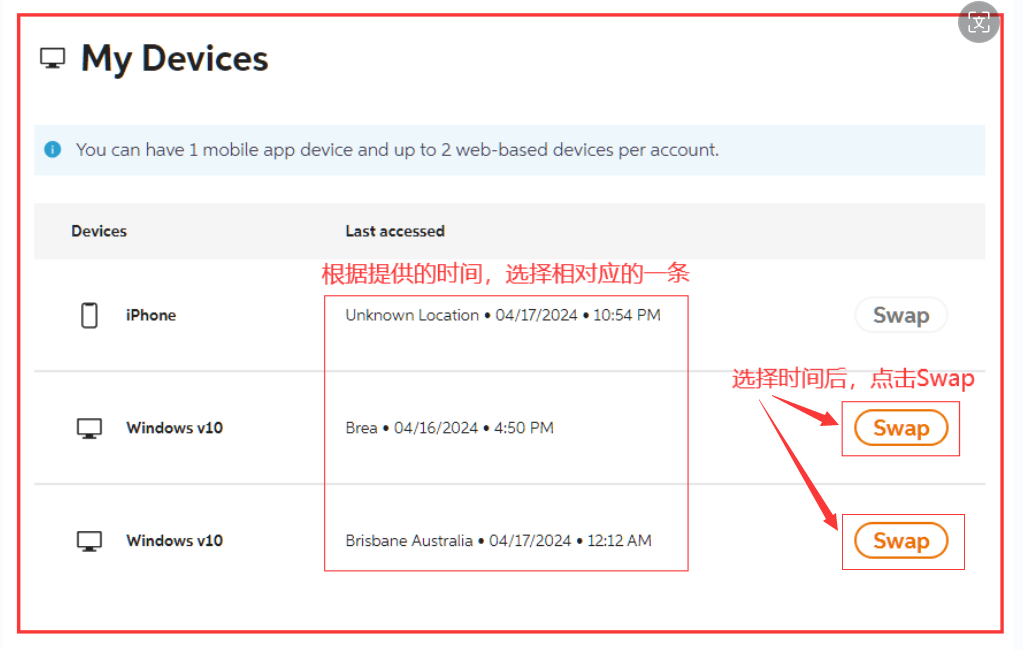 My Devices
You can have 1 mobile app device and up to 2 web-based devices per account.
Devices Last accessed
根据提供的时间，选择相对应的一条
iPhone Unknown Location • 04/17/2024 • 10:54 PM Swap
选择时间后，点击Swap
Windows v10 Brea • 04/16/2024 • 4:50 PM Swap
Windows v10 Brisbane Australia • 04/17/2024 • 12:12 AM Swap